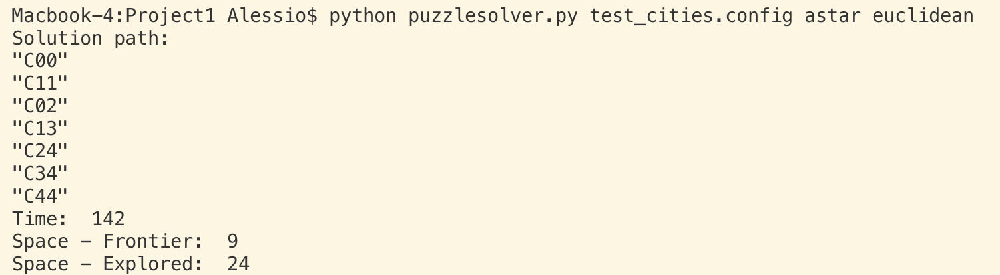 Macbook-4:Project1 Alessio$ python puzzlesolver.py test_cities.config astar euclidean
Solution path:
"C00"
"C11"
"C02"
"C13"
"C24"
"C34"
"C44"
Time:  142
Space - Frontier:  9
Space - Explored:  24